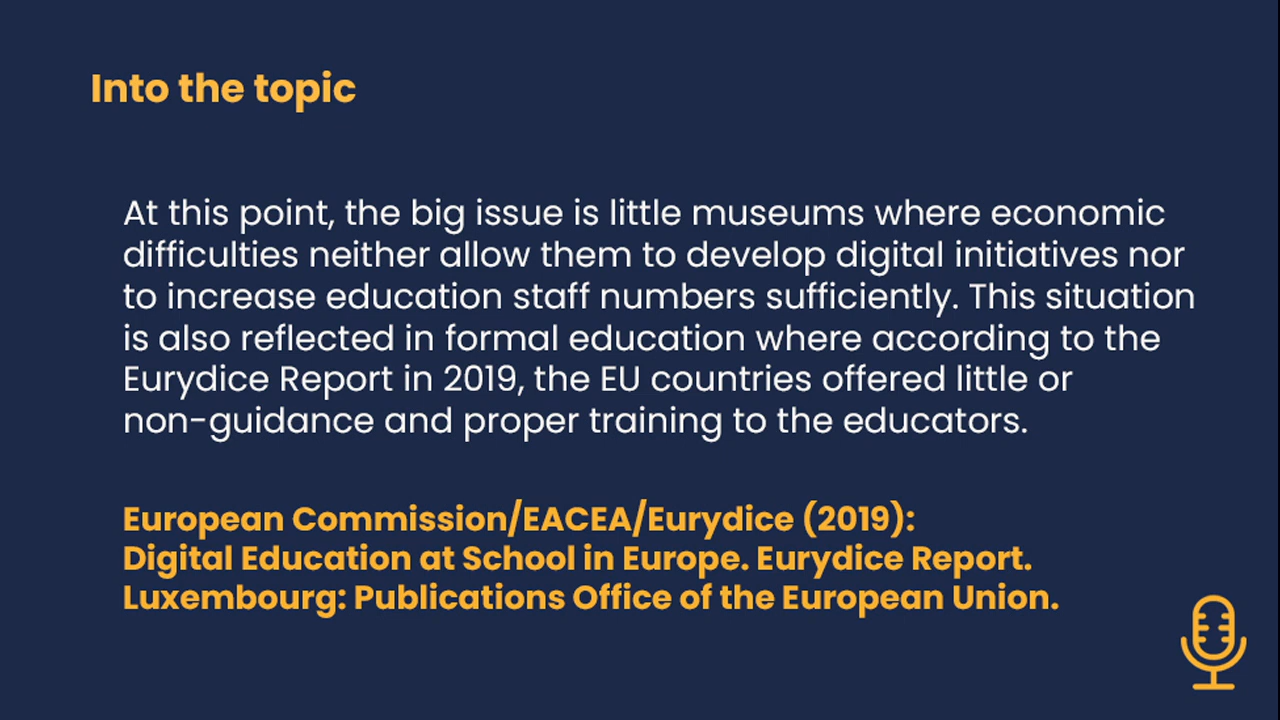 Into the topic
At this point, the big issue is little museums where economic
difficulties neither allow them to develop digital initiatives nor
to increase education staff numbers sufficiently. This situation
is also reflected in formal education where according to the
Eurydice Report in 2019, the EU countries offered little or
non-guidance and proper training to the educators.
European Commission/EACEA/Eurydice (2019):
Digital Education at School in Europe. Eurydice Report.
Luxembourg: Publications Office of the European Union.